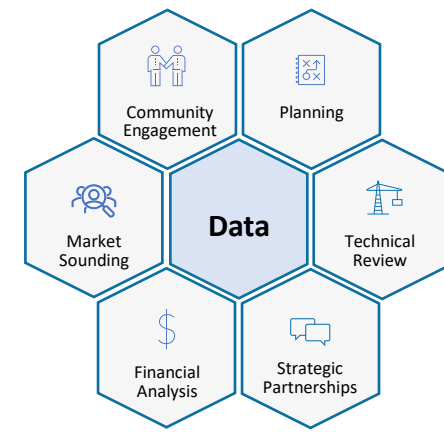 Community
Engagement
Planning
Market
Sounding
Data
Technical
Review
Financial
Analysis
Strategic
Partnerships